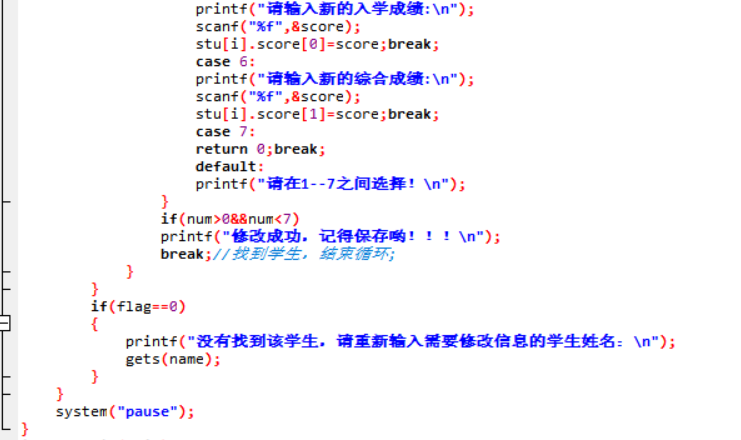 printf("请输入新的入学成绩:\n");
scanf("%f",&score);
stu[i].score[0]=score;break;
case 6:
printf("请输入新的综合成绩:\n");
scanf("%f",&score);
stu[i].score[1]=score;break;
case 7:
return 0;break;
default:
printf("请在1--7之间选择！\n");
}
if(num>0&&num<7)
printf("修改成功，记得保存哟！！！\n");
break;//找到学生，结束循环;
}
}
if(flag==0)
{
printf("没有找到该学生，请重新输入需要修改信息的学生姓名：\n");
gets(name);
}
}
system("pause");
}